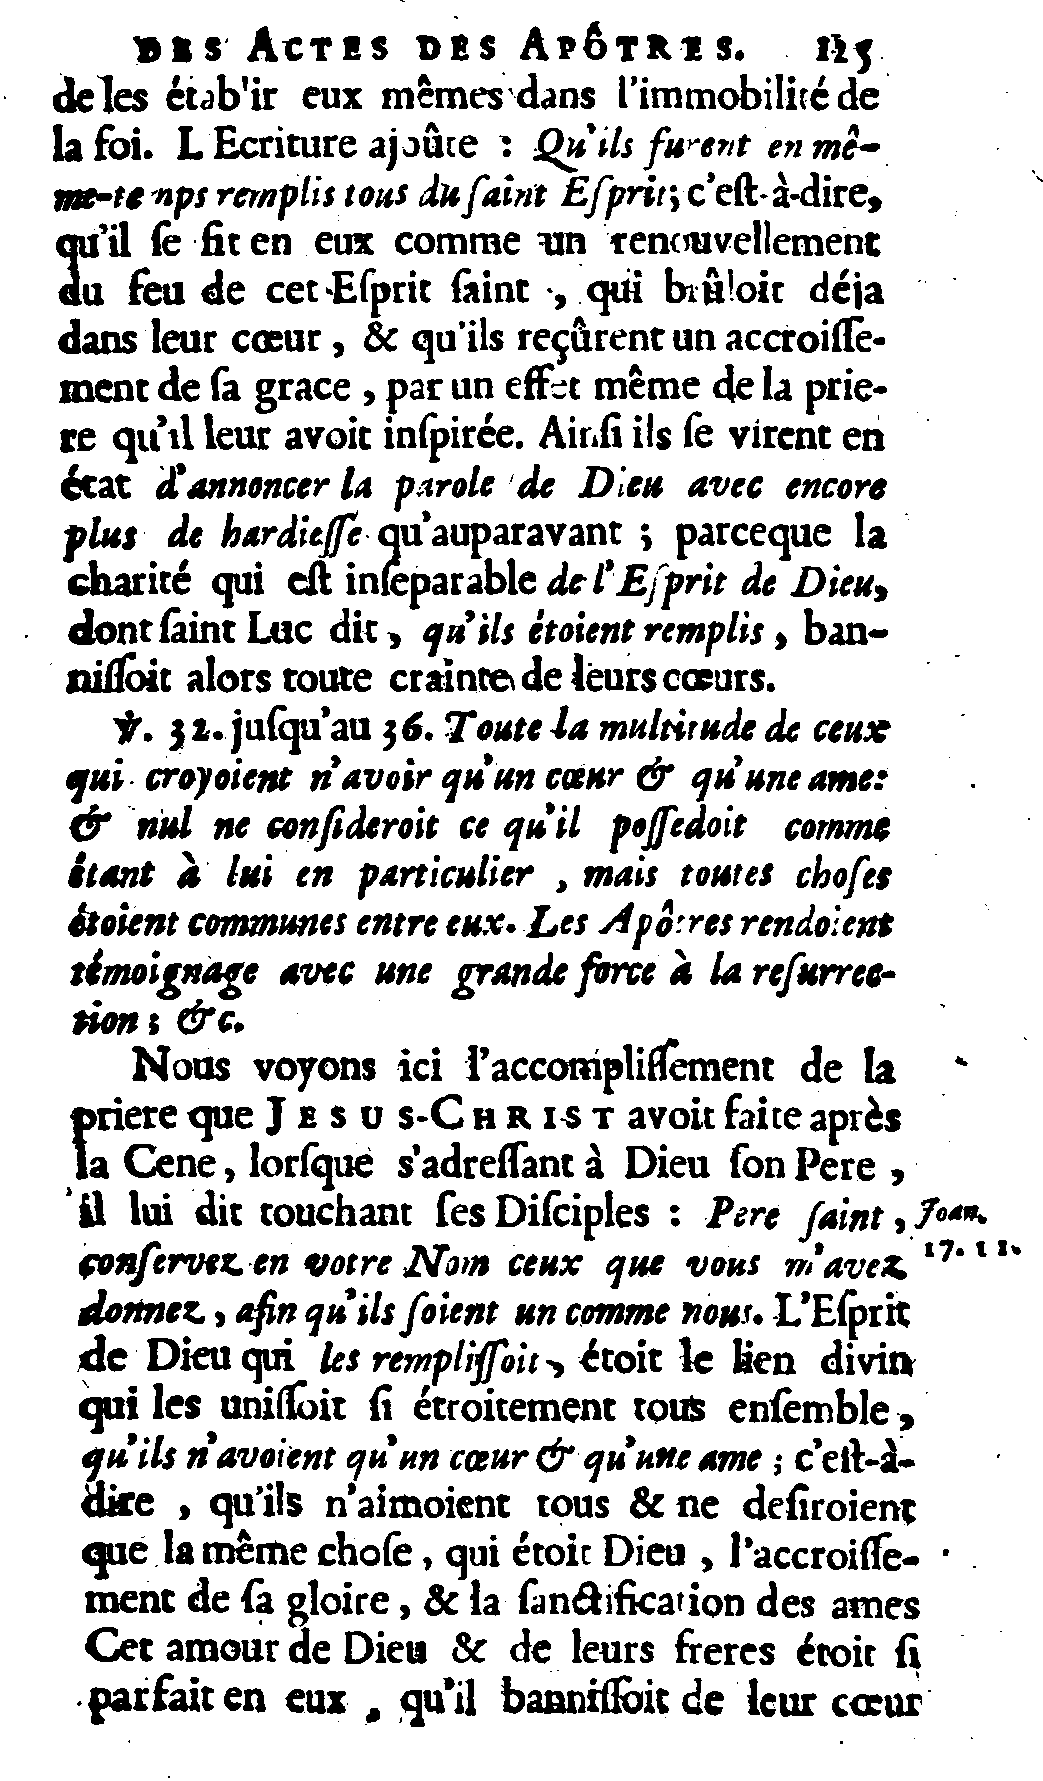 DES ACTES DES APÔTRES. 125
de les établir eux mêmes dans l'immobilité de
la foi. L'Ecriture ajoûte : Qu'ils furent en mê-
me-temps remplis tous du ſaint Eſprit; c'eſt-à-dire,
qu'il ſe fit en eux comme un renouvellement
du feu de cet Eſprit ſaint, qui brûloit déja
dans leur cœur, & qu'ils reçûrent un accroiſſe-
ment de ſa grace, par un effet même de la prie-
re qu'il leur avoit inſpirée. Ainſi ils ſe virent en
état d'annoncer la parole de Dieu avec encore
plus de hardieſſe qu'auparavant ; parceque la
charité qui eſt inſeparable de l'Eſprit de Dieu,
dont ſaint Luc dit, qu'ils étoient remplis, ban-
niſſoit alors toute crainte de leurs cœurs.
℣. 32. juſqu'au 36. Toute la multitude de ceux
qui croyoient n'avoir qu'un cœur & qu'une ame:
& nul ne conſideroit ce qu'il poſſedoit comme
étant à lui en particulier, mais toutes choſes
étoient communes entre eux. Les Apôtres rendoient
témoignage avec une grande force à la reſurrec-
tion ; &c.
Nous voyons ici l'accompliſſement de la
priere que JESUS-CHRIST avoit faite après
la Cene, lorſque s'adreſſant à Dieu ſon Pere,
il lui dit touchant ſes Diſciples : Pere ſaint, Joan.
conſervez en votre Nom ceux que vous m'avez 17. 11.
donnez, afin qu'ils ſoient un comme nous. L'Eſprit
de Dieu qui les rempliſſoit, étoit le lien divin
qui les uniſſoit ſi étroitement tous enſemble,
qu'ils n'avoient qu'un cœur & qu'une ame ; c'eſt-à-
dire, qu'ils n'aimoient tous & ne deſiroient
que la même choſe, qui étoit Dieu, l'accroiſſe-
ment de ſa gloire, & la ſanctification des ames
Cet amour de Dieu & de leurs freres étoit ſi
parfait en eux, qu'il banniſſoit de leur cœur